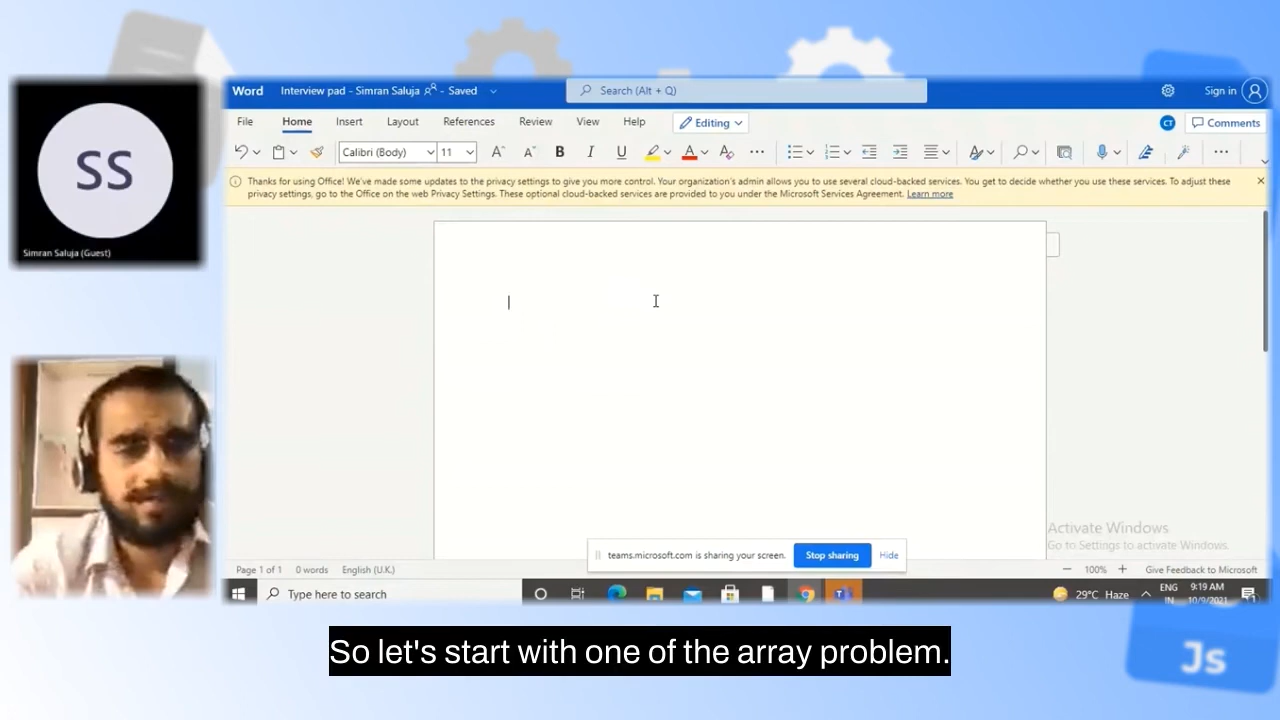 Word Interview pad - Simran Saluja - Saved Search (Alt + Q) Sign in
File Home Insert Layout References Review View Help Editing CT Comments
Calibri (Body) 11 A A B I U A A
Thanks for using Office! We've made some updates to the privacy settings to give you more control. Your organization's admin allows you to use several cloud-backed services. You get to decide whether you use these services. To adjust these
privacy settings, go to the Office on the web Privacy Settings. These optional cloud-backed services are provided to you under the Microsoft Services Agreement. Learn more
SS
Simran Saluja (Guest)
Activate Windows
Go to Settings to activate Windows.
teams.microsoft.com is sharing your screen. Stop sharing Hide
Page 1 of 1 0 words English (U.K.) 100% Give Feedback to Microsoft
Type here to search 29°C Haze ENG IN 9:19 AM 10/9/2021
So let's start with one of the array problem.
Js